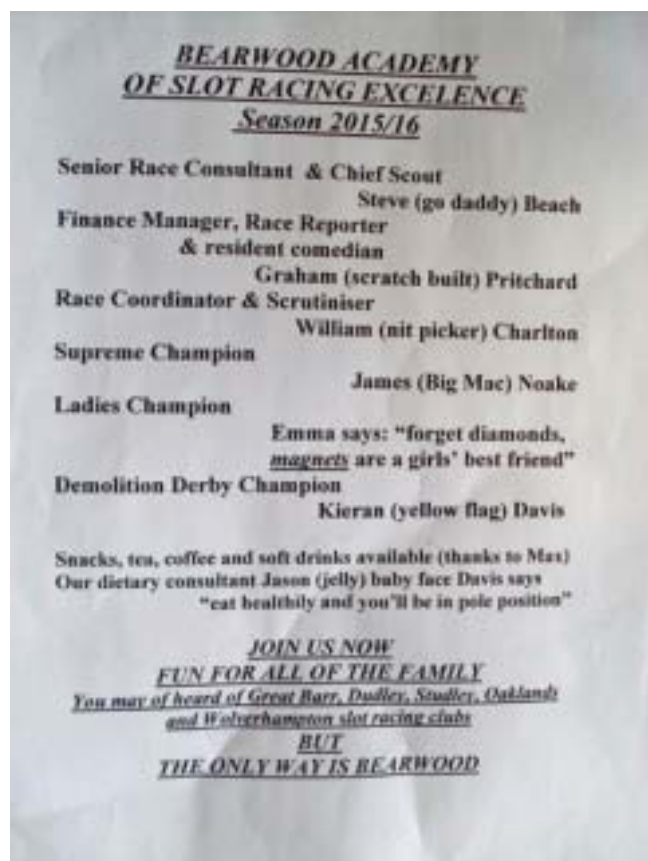 BEARWOOD ACADEMY
OF SLOT RACING EXCELENCE
Season 2015/16
Senior Race Consultant & Chief Scout
Steve (go daddy) Beach
Finance Manager, Race Reporter
& resident comedian
Graham (scratch built) Pritchard
Race Coordinator & Scrutiniser
William (nit picker) Charlton
Supreme Champion
James (Big Mac) Noake
Ladies Champion
Emma says: “forget diamonds,
magnets are a girls’ best friend”
Demolition Derby Champion
Kieran (yellow flag) Davis
Snacks, tea, coffee and soft drinks available (thanks to Max)
Our dietary consultant Jason (jelly) baby face Davis says
“eat healthily and you’ll be in pole position”
JOIN US NOW
FUN FOR ALL OF THE FAMILY
You may of heard of Great Barr, Dudley, Studley, Oaklands
and Wolverhampton slot racing clubs
BUT
THE ONLY WAY IS BEARWOOD